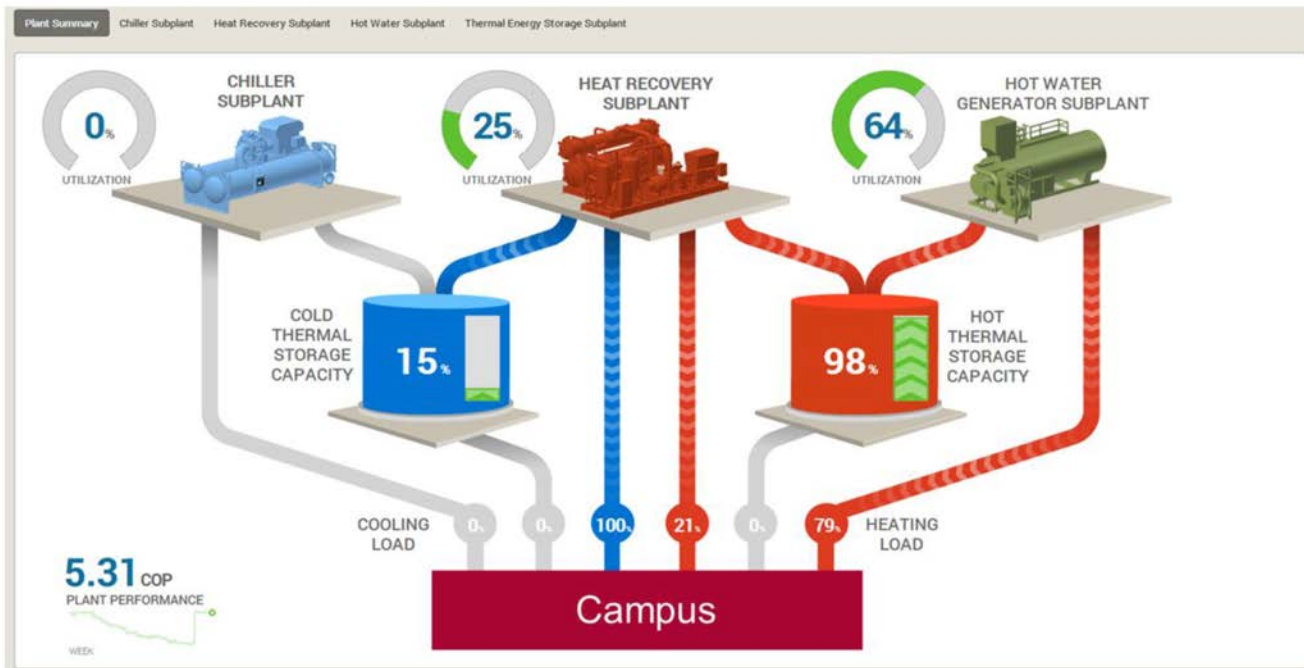 Plant Summary
Chiller Subplant
Heat Recovery Subplant
Hot Water Subplant
Thermal Energy Storage Subplant
0%
UTILIZATION
CHILLER
SUBPLANT
25%
UTILIZATION
HEAT RECOVERY
SUBPLANT
64%
UTILIZATION
HOT WATER
GENERATOR SUBPLANT
COLD
THERMAL
STORAGE
CAPACITY
15%
98%
HOT
THERMAL
STORAGE
CAPACITY
COOLING
LOAD
0%
0%
100%
21%
0%
79%
HEATING
LOAD
5.31 COP
PLANT PERFORMANCE
WEEK
Campus